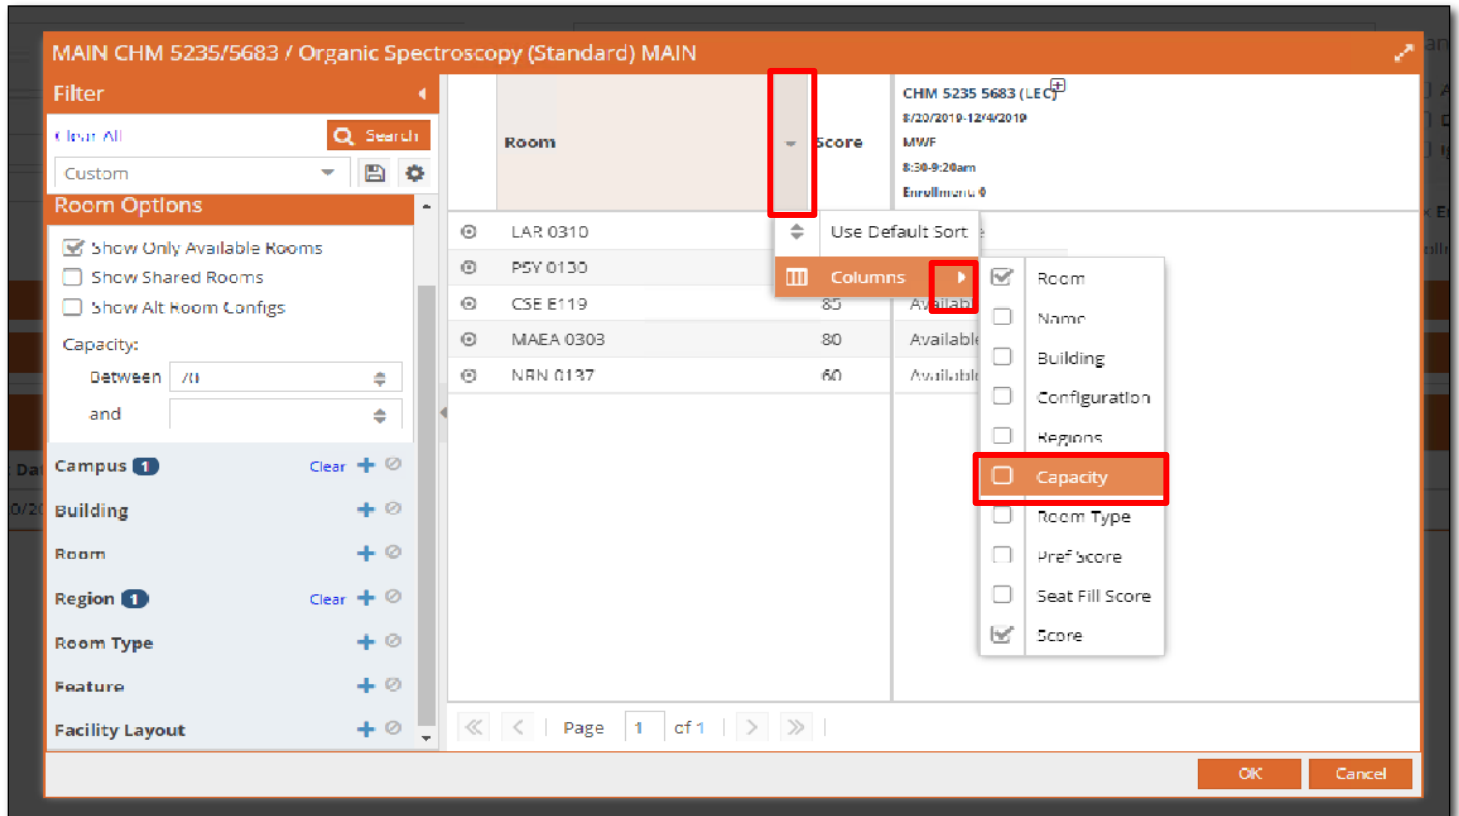 MAIN CHM 5235/5683 / Organic Spectroscopy (Standard) MAIN
Filter
Clear All
Search
Custom
Room Options
Show Only Available Rooms
Show Shared Rooms
Show Alt Room Configs
Capacity:
Between 70
and
Campus 1 Clear
Building
Room
Region 1 Clear
Room Type
Feature
Facility Layout
Room
Score
CHM 5235 5683 (LEC)
8/20/2019-12/4/2019
MWF
8:30-9:20am
Enrollment: 0
LAR 0310
PSY 0130
CSE E119 85
MAEA 0303 80 Available
NRN 0137 60
Use Default Sort
Columns
Room
Name
Building
Configuration
Regions
Capacity
Room Type
Pref Score
Seat Fill Score
Score
Page 1 of 1
OK
Cancel